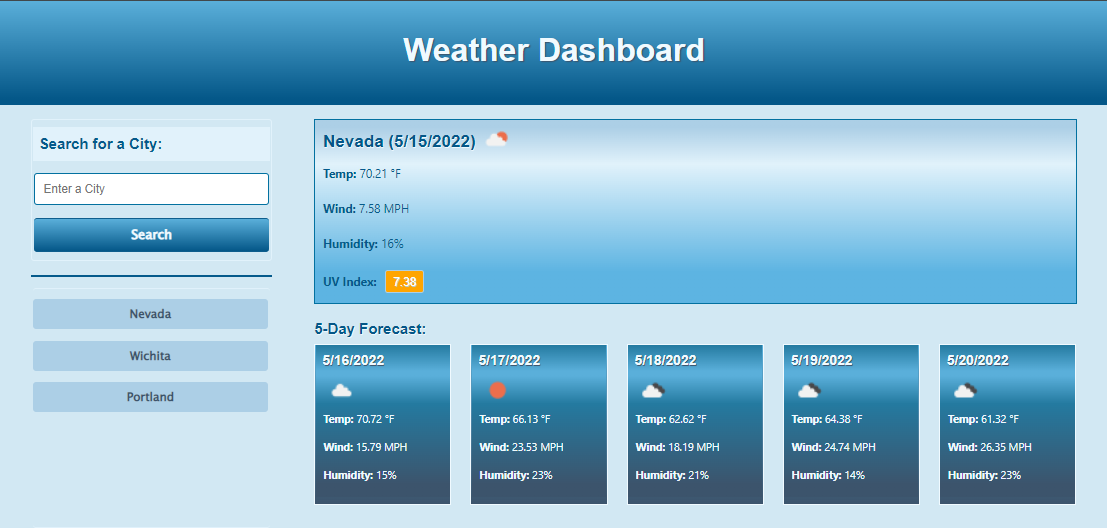 Weather Dashboard
Search for a City:
Enter a City
Search
Nevada
Wichita
Portland
Nevada (5/15/2022)
Temp: 70.21 °F
Wind: 7.58 MPH
Humidity: 16%
UV Index: 7.38
5-Day Forecast:
5/16/2022
Temp: 70.72 °F
Wind: 15.79 MPH
Humidity: 15%
5/17/2022
Temp: 66.13 °F
Wind: 23.53 MPH
Humidity: 23%
5/18/2022
Temp: 62.62 °F
Wind: 18.19 MPH
Humidity: 21%
5/19/2022
Temp: 64.38 °F
Wind: 24.74 MPH
Humidity: 14%
5/20/2022
Temp: 61.32 °F
Wind: 26.35 MPH
Humidity: 23%